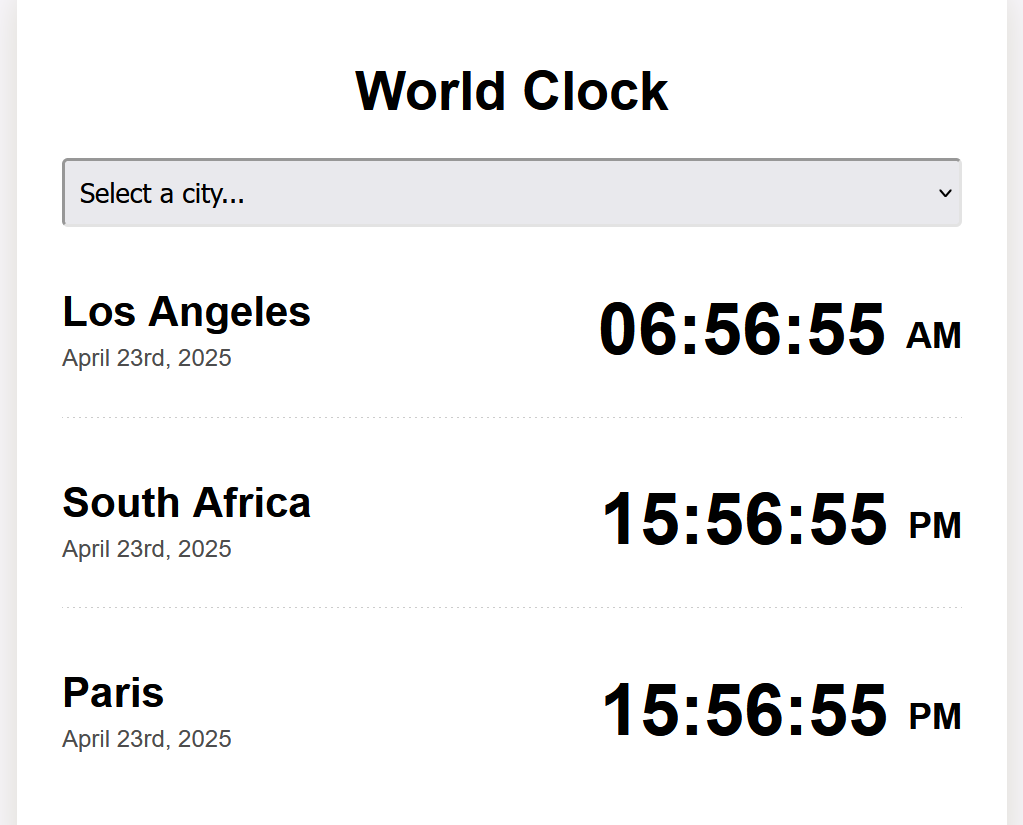 World Clock
Select a city...
Los Angeles
06:56:55 AM
April 23rd, 2025
South Africa
15:56:55 PM
April 23rd, 2025
Paris
15:56:55 PM
April 23rd, 2025